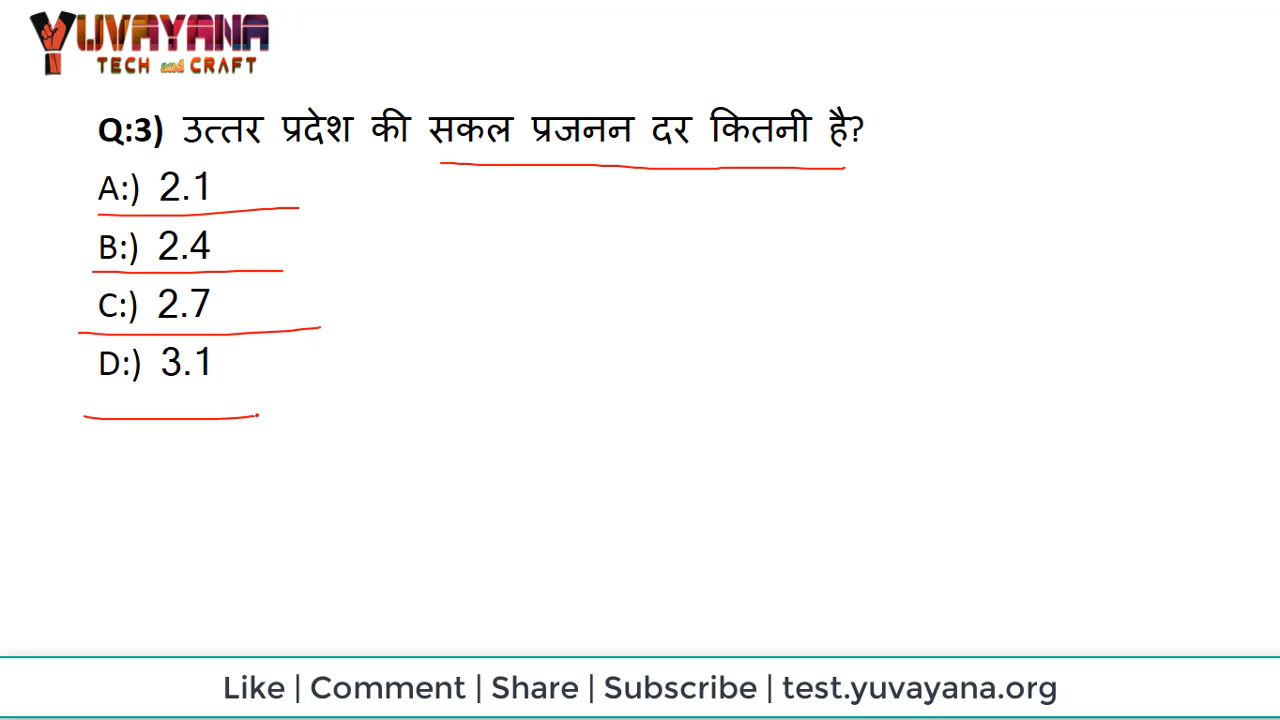 YUVAYANA
TECH and CRAFT
Q:3) उत्तर प्रदेश की सकल प्रजनन दर कितनी है?
A:) 2.1
B:) 2.4
C:) 2.7
D:) 3.1
Like | Comment | Share | Subscribe | test.yuvayana.org